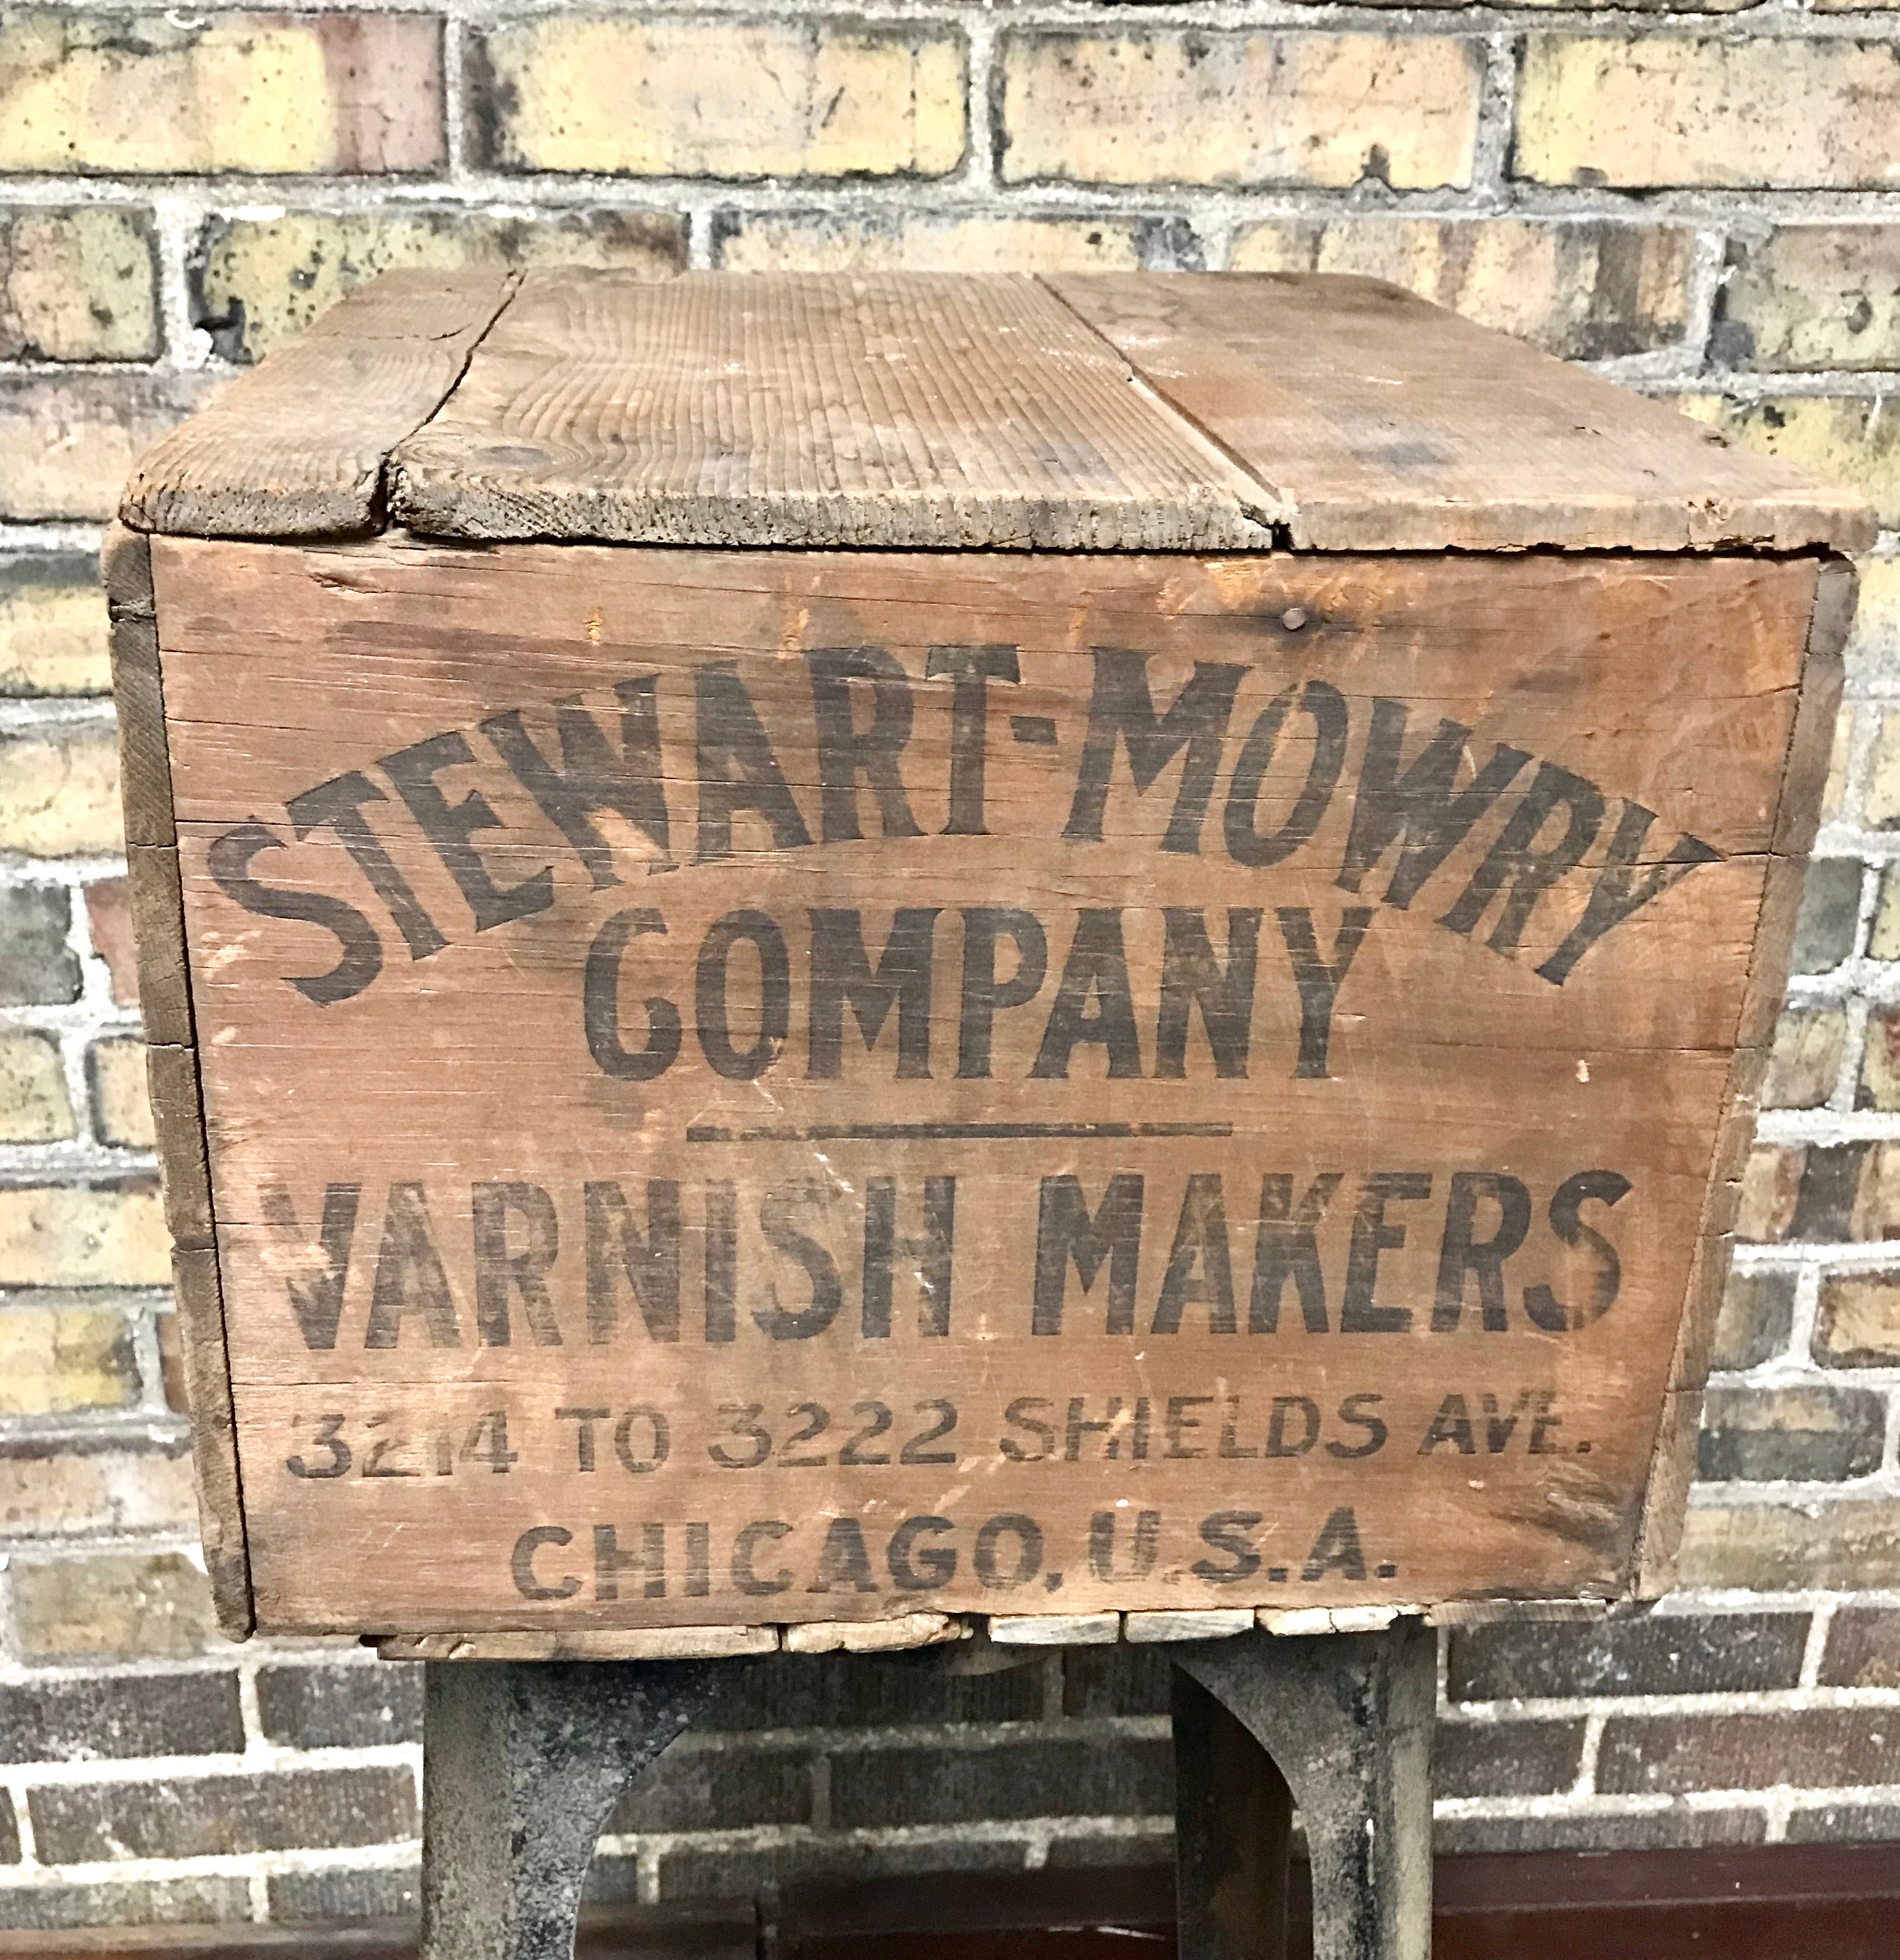 STEWART-MOWRY
COMPANY
VARNISH MAKERS
3214 TO 3222 SHIELDS AVE.
CHICAGO, U.S.A.